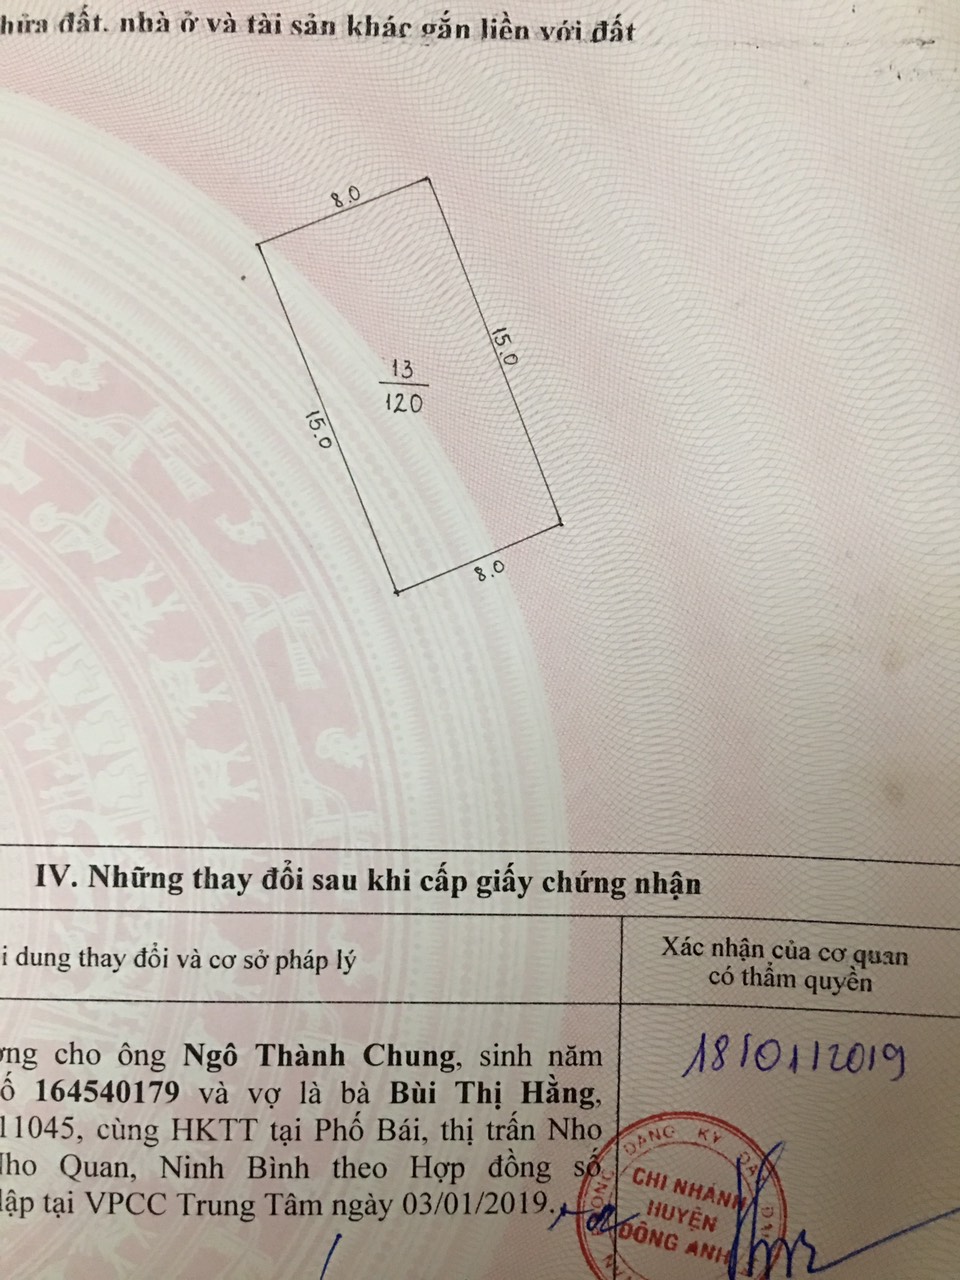 hửa đất, nhà ở và tài sản khác gắn liền với đất
8.0
15.0
13
120
15.0
8.0
IV. Những thay đổi sau khi cấp giấy chứng nhận
i dung thay đổi và cơ sở pháp lý
Xác nhận của cơ quan
có thẩm quyền
ợng cho ông Ngô Thành Chung, sinh năm
ố 164540179 và vợ là bà Bùi Thị Hằng,
11045, cùng HKTT tại Phố Bái, thị trấn Nho
Nho Quan, Ninh Bình theo Hợp đồng số
lập tại VPCC Trung Tâm ngày 03/01/2019.
18/01/2019
ĐĂNG KÝ ĐẤT ĐAI
CHI NHÁNH
HUYỆN
ĐÔNG ANH